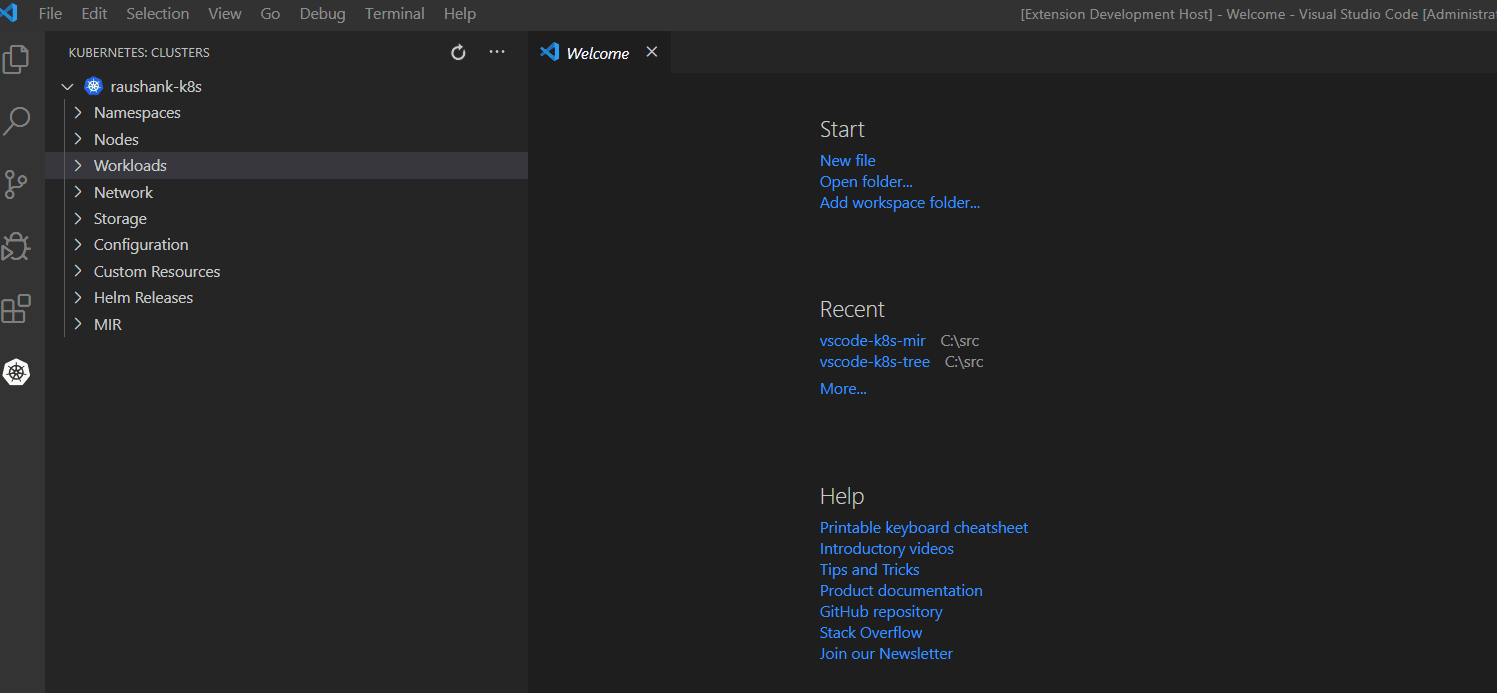 File Edit Selection View Go Debug Terminal Help
[Extension Development Host] - Welcome - Visual Studio Code
KUBERNETES: CLUSTERS
raushank-k8s
Namespaces
Nodes
Workloads
Network
Storage
Configuration
Custom Resources
Helm Releases
MIR
Welcome
Start
New file
Open folder...
Add workspace folder...
Recent
vscode-k8s-mir C:\src
vscode-k8s-tree C:\src
More...
Help
Printable keyboard cheatsheet
Introductory videos
Tips and Tricks
Product documentation
GitHub repository
Stack Overflow
Join our Newsletter